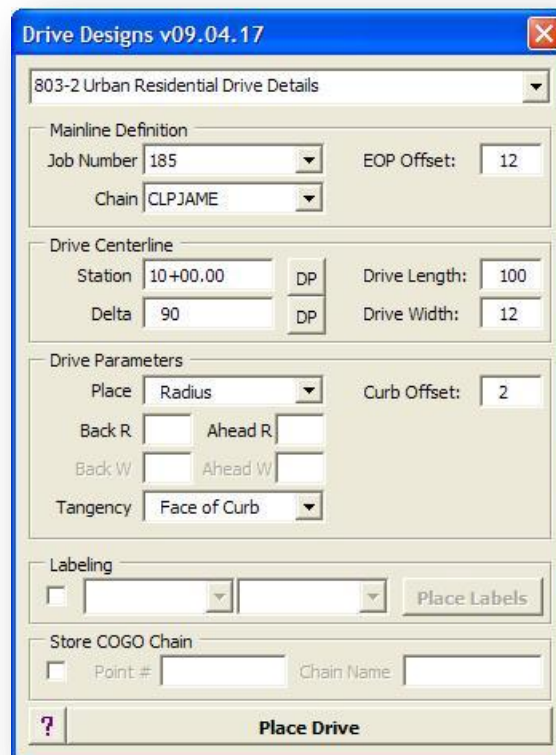 Drive Designs v09.04.17
803-2 Urban Residential Drive Details
Mainline Definition
Job Number 185 EOP Offset: 12
Chain CLPJAME
Drive Centerline
Station 10+00.00 DP Drive Length: 100
Delta 90 DP Drive Width: 12
Drive Parameters
Place Radius Curb Offset: 2
Back R Ahead R
Back W Ahead W
Tangency Face of Curb
Labeling
Place Labels
Store COGO Chain
Point # Chain Name
? Place Drive